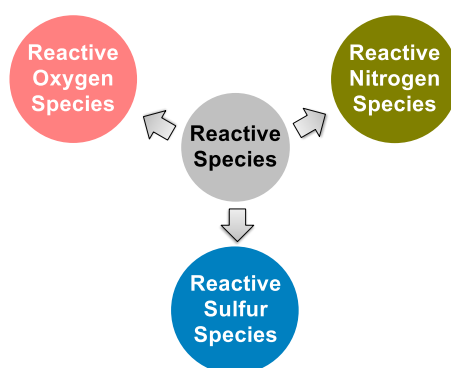 Reactive
Oxygen
Species
Reactive
Nitrogen
Species
Reactive
Species
Reactive
Sulfur
Species